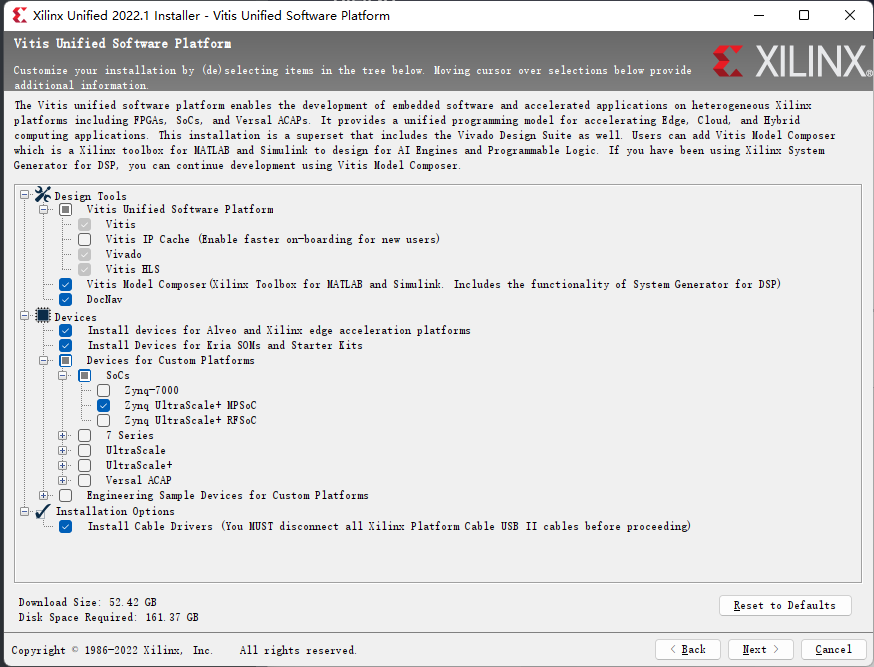 Xilinx Unified 2022.1 Installer - Vitis Unified Software Platform
Vitis Unified Software Platform
Customize your installation by (de)selecting items in the tree below. Moving cursor over selections below provide
additional information.
XILINX®
The Vitis unified software platform enables the development of embedded software and accelerated applications on heterogeneous Xilinx
platforms including FPGAs, SoCs, and Versal ACAPs. It provides a unified programming model for accelerating Edge, Cloud, and Hybrid
computing applications. This installation is a superset that includes the Vivado Design Suite as well. Users can add Vitis Model Composer
which is a Xilinx toolbox for MATLAB and Simulink to design for AI Engines and Programmable Logic. If you have been using Xilinx System
Generator for DSP, you can continue development using Vitis Model Composer.
Design Tools
Vitis Unified Software Platform
Vitis
Vitis IP Cache (Enable faster on-boarding for new users)
Vivado
Vitis HLS
Vitis Model Composer(Xilinx Toolbox for MATLAB and Simulink. Includes the functionality of System Generator for DSP)
DocNav
Devices
Install devices for Alveo and Xilinx edge acceleration platforms
Install Devices for Kria SOMs and Starter Kits
Devices for Custom Platforms
SoCs
Zynq-7000
Zynq UltraScale+ MPSoC
Zynq UltraScale+ RFSoC
7 Series
UltraScale
UltraScale+
Versal ACAP
Engineering Sample Devices for Custom Platforms
Installation Options
Install Cable Drivers (You MUST disconnect all Xilinx Platform Cable USB II cables before proceeding)
Download Size: 52.42 GB
Disk Space Required: 161.37 GB
Reset to Defaults
Copyright © 1986-2022 Xilinx, Inc. All rights reserved.
< Back
Next >
Cancel